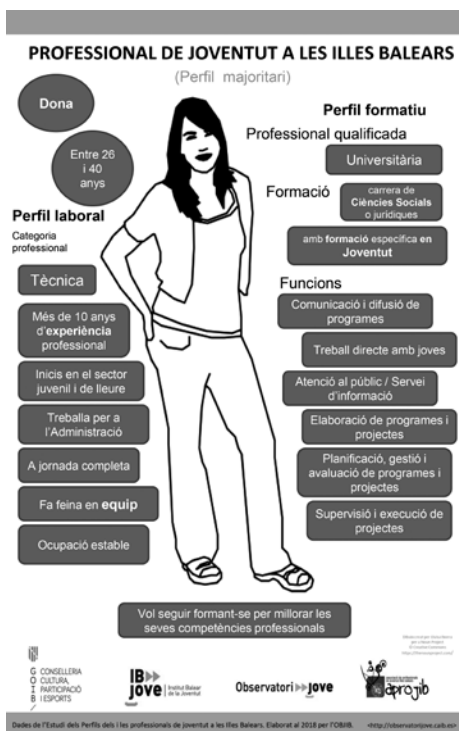 PROFESSIONAL DE JOVENTUT A LES ILLES BALEARS
(Perfil majoritari)
Dona
Entre 26
i 40
anys
Perfil laboral
Categoria
professional
Tècnica
Més de 10 anys
d'experiència
professional
Inicis en el sector
juvenil i de lleure
Treballa per a
l'Administració
A jornada completa
Fa feina en equip
Ocupació estable
Perfil formatiu
Professional qualificada
Universitària
Formació
carrera de
Ciències Socials
o jurídiques
amb formació específica en
Joventut
Funcions
Comunicació i difusió de
programes
Treball directe amb joves
Atenció al públic / Servei
d'informació
Elaboració de programes i
projectes
Planificació, gestió i
avaluació de programes i
projectes
Supervisió i execució de
projectes
Vol seguir formant-se per millorar les
seves competències professionals
G CONSELLERIA
O CULTURA,
I PARTICIPACIÓ
B I ESPORTS
IB
jove
Institut Balear
de la Joventut
Observatori jove
aprojib
Dades de l'Estudi dels Perfils dels i les professionals de joventut a les Illes Balears. Elaborat al 2018 per l'OBJIB.
<http://observatorijove.caib.es>